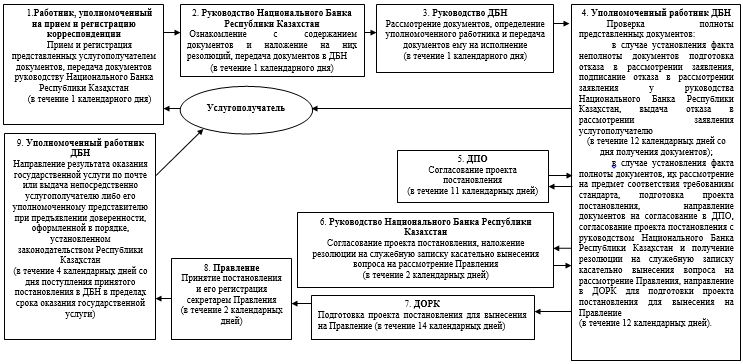 1.Работник, уполномоченный
на прием и регистрацию
корреспонденции
Прием и регистрация
представленных услугополучателем
документов, передача документов
руководству Национального Банка
Республики Казахстан
(в течение 1 календарного дня)
2. Руководство Национального Банка
Республики Казахстан
Ознакомление с содержанием
документов и наложение на них
резолюций, передача документов в ДБН
(в течение 1 календарного дня)
3. Руководство ДБН
Рассмотрение документов, определение
уполномоченного работника и передача
документов ему на исполнение
(в течение 1 календарного дня)
4. Уполномоченный работник ДБН
Проверка полноты
представленных документов:
в случае установления факта
неполноты документов подготовка
отказа в рассмотрении заявления,
подписание отказа в рассмотрении
заявления у руководства
Национального Банка Республики
Казахстан, выдача отказа в
рассмотрении заявления
услугополучателю
(в течение 12 календарных дней со
дня получения документов);
в случае установления факта
полноты документов, их рассмотрение
на предмет соответствия требованиям
стандарта, подготовка проекта
постановления, направление
документы на согласование в ДПО,
согласование проекта постановления с
руководством Национального Банка
Республики Казахстан и получение
резолюции на служебную записку
касательно вынесения вопроса на
рассмотрение Правления, направление
в ДОРК для подготовки проекта
постановления для вынесения на
Правление
(в течение 12 календарных дней).
Услугополучатель
5. ДПО
Согласование проекта
постановления
(в течение 11 календарных дней)
6. Руководство Национального Банка Республики
Казахстан
Согласование проекта постановления, наложение
резолюции на служебную записку касательно вынесения
вопроса на рассмотрение Правления
(в течение 2 календарных дней)
7. ДОРК
Подготовка проекта постановления для вынесения
на Правление (в течение 14 календарных дней)
8. Правление
Принятие постановления
и его регистрация
секретарем Правления
(в течение 2 календарных
дней)
9. Уполномоченный работник
ДБН
Направление результата оказания
государственной услуги по почте
или выдача непосредственно
услугополучателю либо его
уполномоченному представителю
при предъявлении доверенности,
оформленной в порядке,
установленном
законодательством Республики
Казахстан
(в течение 4 календарных дней со
дня поступления принятого
постановления в ДБН в пределах
срока оказания государственной
услуги)